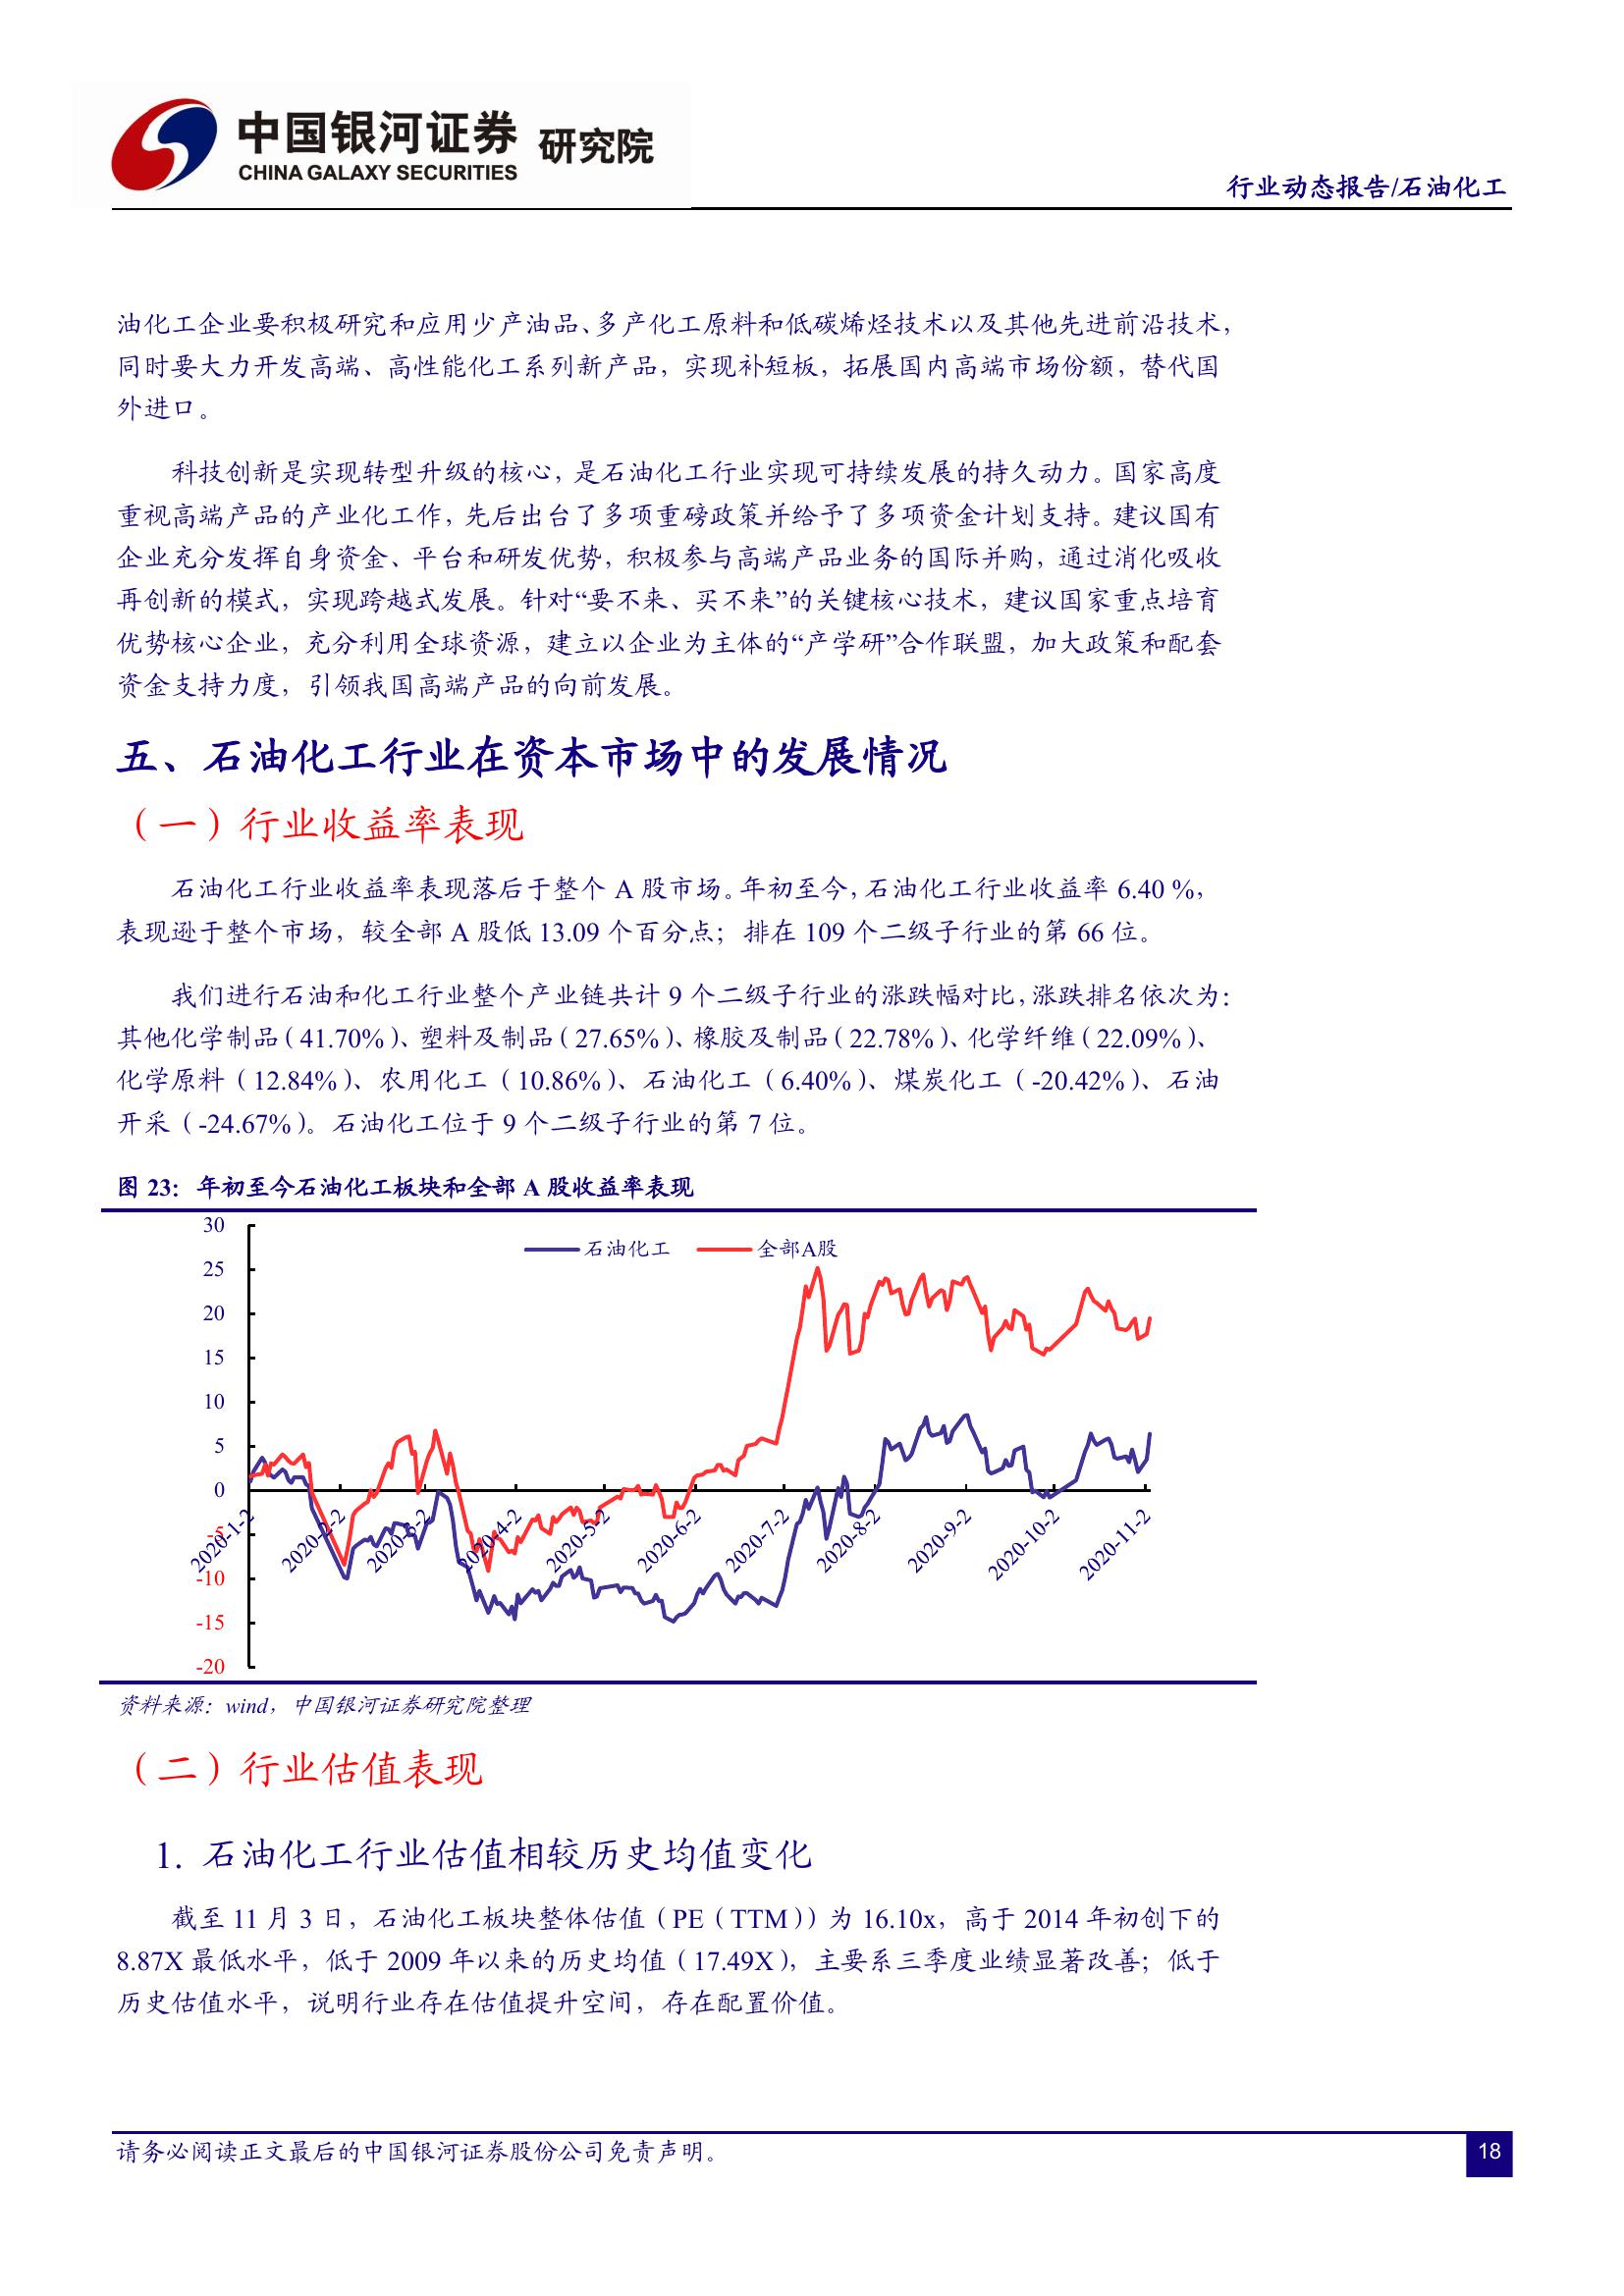 中国银河证券 研究院
CHINA GALAXY SECURITIES
行业动态报告/石油化工
油化工企业要积极研究和应用少产油品、多产化工原料和低碳烯烃技术以及其他先进前沿技术，
同时要大力开发高端、高性能化工系列新产品，实现补短板，拓展国内高端市场份额，替代国
外进口。
科技创新是实现转型升级的核心，是石油化工行业实现可持续发展的持久动力。国家高度
重视高端产品的产业化工作，先后出台了多项重磅政策并给予了多项资金计划支持。建议国有
企业充分发挥自身资金、平台和研发优势，积极参与高端产品业务的国际并购，通过消化吸收
再创新的模式，实现跨越式发展。针对“要不来、买不来”的关键核心技术，建议国家重点培育
优势核心企业，充分利用全球资源，建立以企业为主体的“产学研”合作联盟，加大政策和配套
资金支持力度，引领我国高端产品的向前发展。
五、石油化工行业在资本市场中的发展情况
（一）行业收益率表现
石油化工行业收益率表现落后于整个 A 股市场。年初至今，石油化工行业收益率 6.40 %，
表现逊于整个市场，较全部 A 股低 13.09 个百分点；排在 109 个二级子行业的第 66 位。
我们进行石油和化工行业整个产业链共计 9 个二级子行业的涨跌幅对比，涨跌排名依次为：
其他化学制品（41.70%）、塑料及制品（27.65%）、橡胶及制品（22.78%）、化学纤维（22.09%）、
化学原料（12.84%）、农用化工（10.86%）、石油化工（6.40%）、煤炭化工（-20.42%）、石油
开采（-24.67%）。石油化工位于 9 个二级子行业的第 7 位。
图 23：年初至今石油化工板块和全部 A 股收益率表现
石油化工 全部A股
30
25
20
15
10
5
0
-5
-10
-15
-20
2020-1-2 2020-2-2 2020-3-2 2020-4-2 2020-5-2 2020-6-2 2020-7-2 2020-8-2 2020-9-2 2020-10-2 2020-11-2
资料来源：wind，中国银河证券研究院整理
（二）行业估值表现
1. 石油化工行业估值相较历史均值变化
截至 11 月 3 日，石油化工板块整体估值（PE（TTM））为 16.10x，高于 2014 年初创下的
8.87X 最低水平，低于 2009 年以来的历史均值（17.49X），主要系三季度业绩显著改善；低于
历史估值水平，说明行业存在估值提升空间，存在配置价值。
请务必阅读正文最后的中国银河证券股份公司免责声明。
18